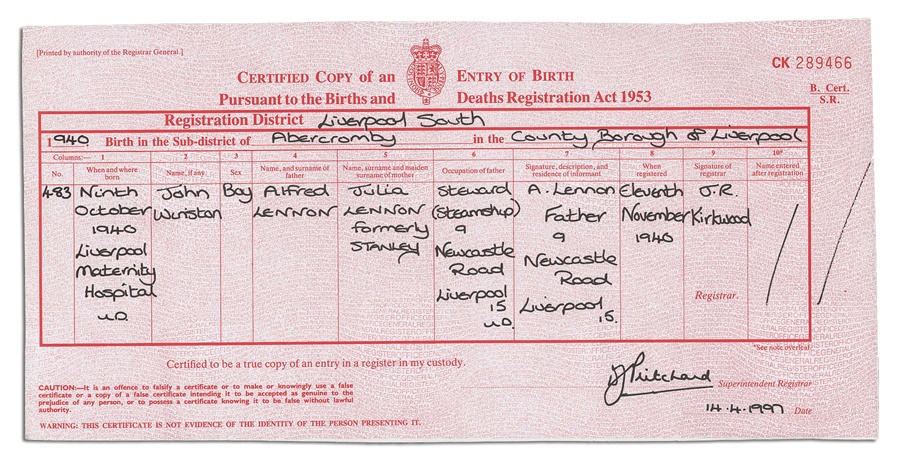 [Printed by authority of the Registrar General.]
CK 289466
CERTIFIED COPY of an ENTRY OF BIRTH
Pursuant to the Births and Deaths Registration Act 1953
B. Cert.
S.R.
Registration District Liverpool South
1940 Birth in the Sub-district of Abercromby in the County Borough of Liverpool
Columns:— 1 2 3 4 5 6 7 8 9 10*
No. When and where born Name, if any Sex Name, and surname of father Name, surname and maiden surname of mother Occupation of father Signature, description, and residence of informant When registered Signature of registrar Name entered after registration
483 Ninth John Boy Alfred Julia Steward A. Lennon Eleventh J.R.
October Winston LENNON LENNON (Steamship) Father November Kirkwood
1940 formerly 9 9 1940
Liverpool STANLEY Newcastle Newcastle
Maternity Road Road
Hospital Liverpool Liverpool Registrar.
U.D. 15 15.
U.D.
*See note overleaf
Certified to be a true copy of an entry in a register in my custody.
J Pritchard Superintendent Registrar
14.4.1997 Date
CAUTION:—It is an offence to falsify a certificate or to make or knowingly use a false
certificate or a copy of a false certificate intending it to be accepted as genuine to the
prejudice of any person, or to possess a certificate knowing it to be false without lawful
authority.
WARNING: THIS CERTIFICATE IS NOT EVIDENCE OF THE IDENTITY OF THE PERSON PRESENTING IT.